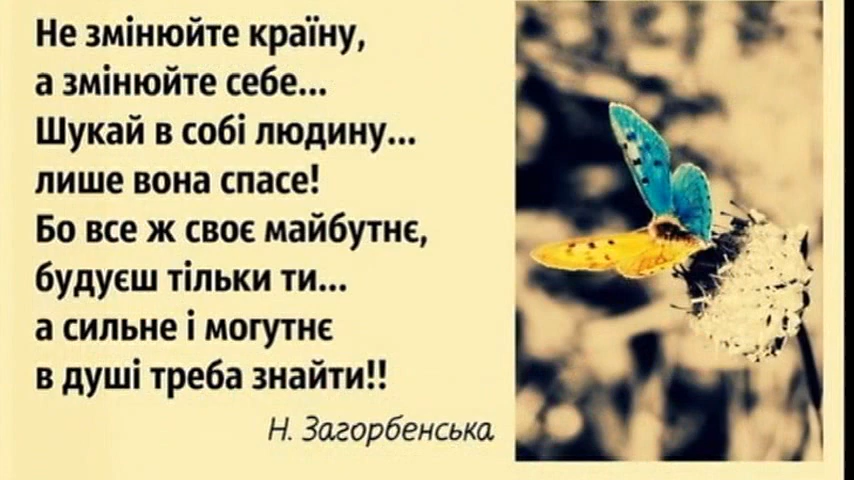 Не змінюйте країну,
а змінюйте себе...
Шукай в собі людину...
лише вона спасе!
Бо все ж своє майбутнє,
будуєш тільки ти...
а сильне і могутнє
в душі треба знайти!!
Н. Загорбенська